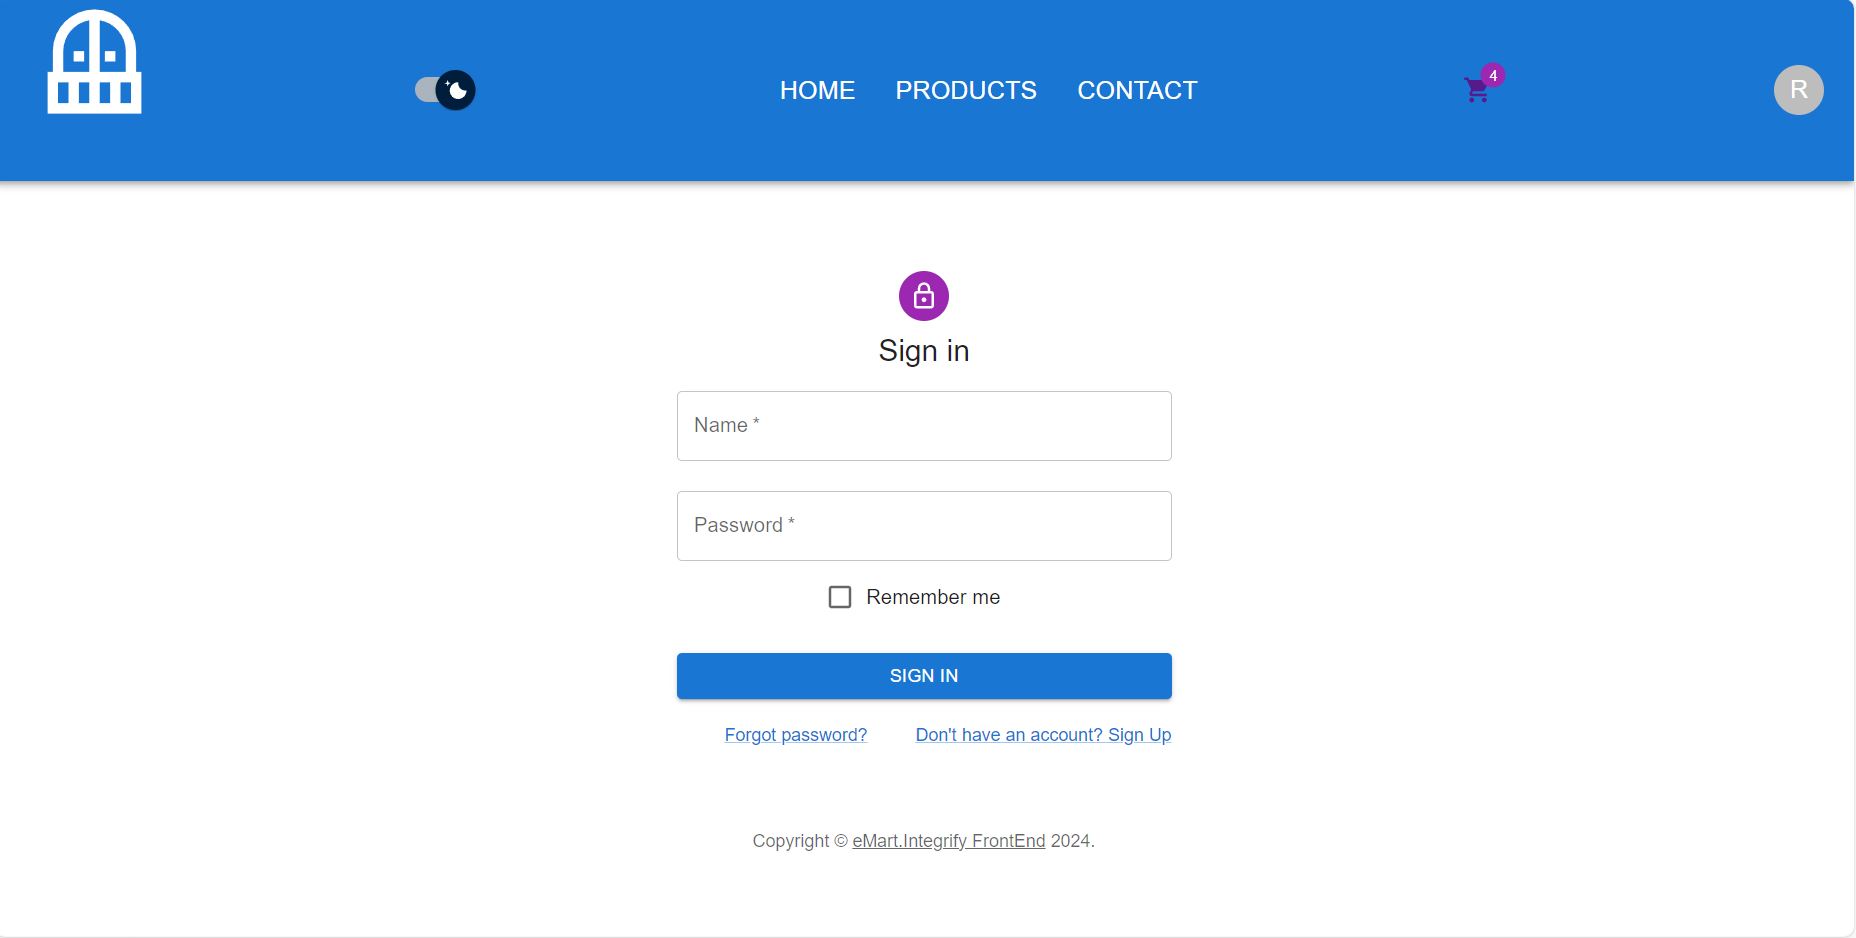 HOME PRODUCTS CONTACT 4 R
Sign in
Name *
Password *
Remember me
SIGN IN
Forgot password? Don't have an account? Sign Up
Copyright © eMart.Integrify FrontEnd 2024.